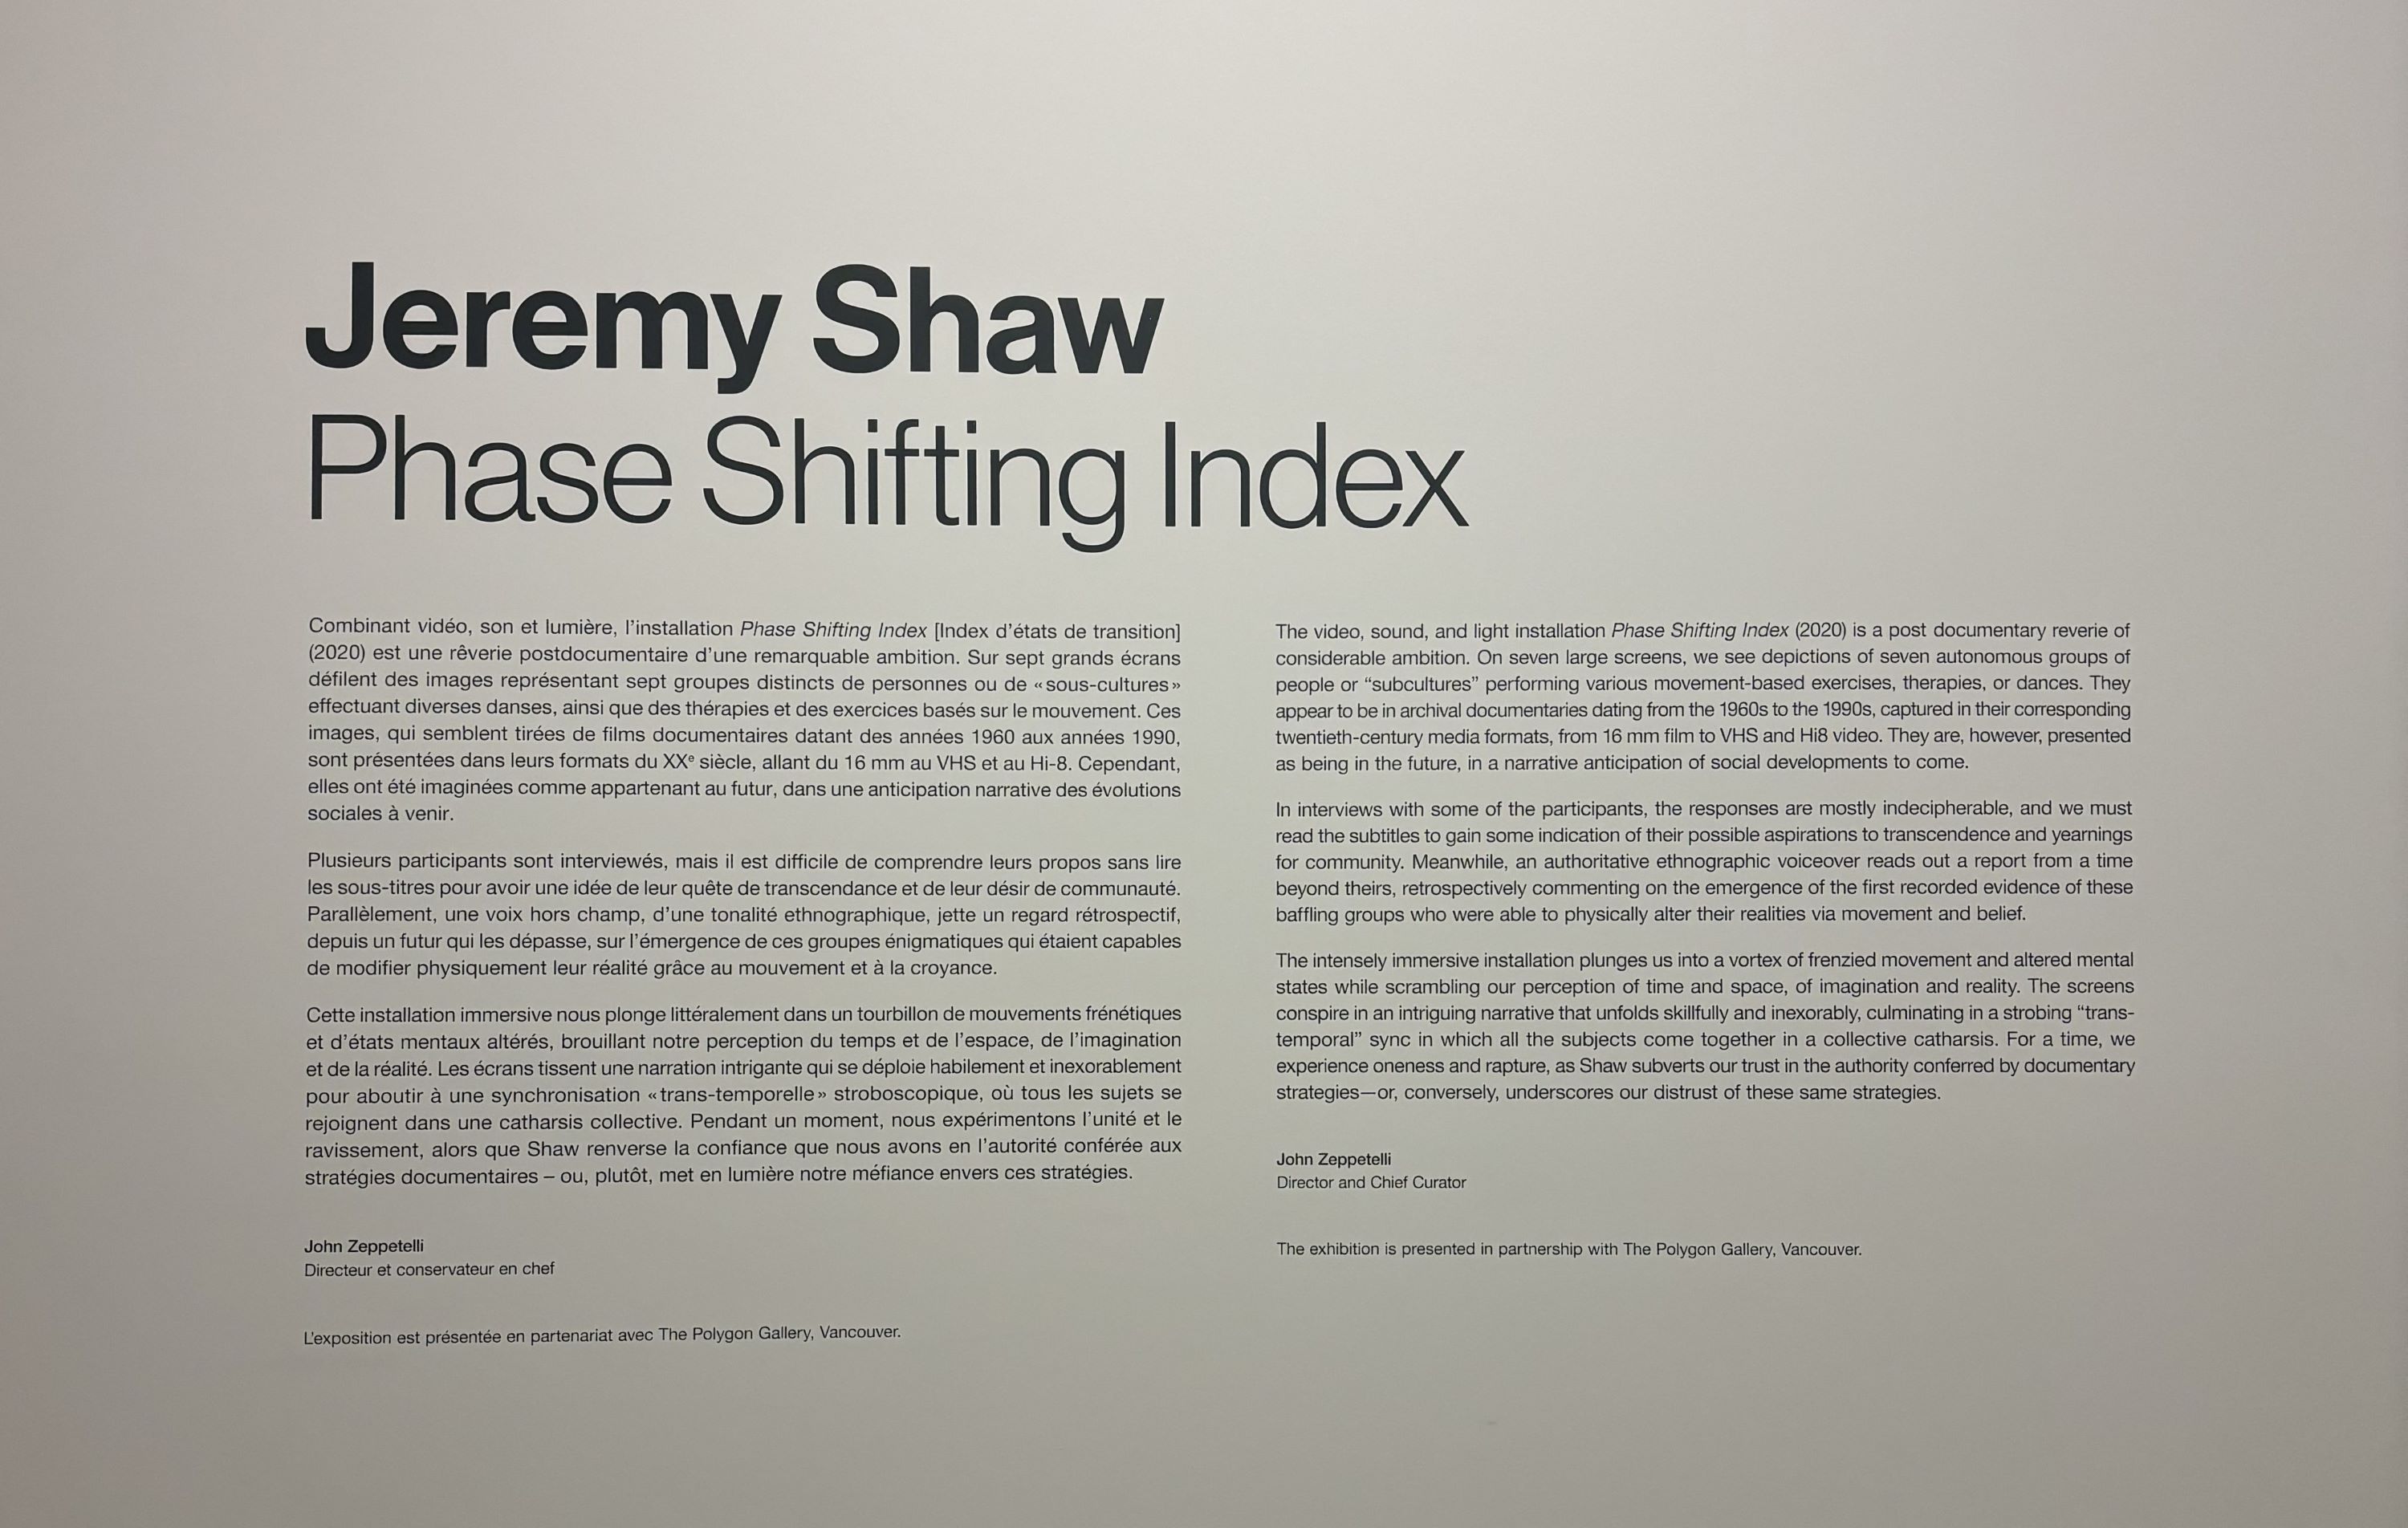 Jeremy Shaw
Phase Shifting Index
Combinant vidéo, son et lumière, l’installation Phase Shifting Index [Index d’états de transition]
(2020) est une rêverie postdocumentaire d’une remarquable ambition. Sur sept grands écrans
défilent des images représentant sept groupes distincts de personnes ou de «sous-cultures»
effectuant diverses danses, ainsi que des thérapies et des exercices basés sur le mouvement. Ces
images, qui semblent tirées de films documentaires datant des années 1960 aux années 1990,
sont présentées dans leurs formats du XXᵉ siècle, allant du 16 mm au VHS et au Hi-8. Cependant,
elles ont été imaginées comme appartenant au futur, dans une anticipation narrative des évolutions
sociales à venir.
Plusieurs participants sont interviewés, mais il est difficile de comprendre leurs propos sans lire
les sous-titres pour avoir une idée de leur quête de transcendance et de leur désir de communauté.
Parallèlement, une voix hors champ, d’une tonalité ethnographique, jette un regard rétrospectif,
depuis un futur qui les dépasse, sur l’émergence de ces groupes énigmatiques qui étaient capables
de modifier physiquement leur réalité grâce au mouvement et à la croyance.
Cette installation immersive nous plonge littéralement dans un tourbillon de mouvements frénétiques
et d’états mentaux altérés, brouillant notre perception du temps et de l’espace, de l’imagination
et de la réalité. Les écrans tissent une narration intrigante qui se déploie habilement et inexorablement
pour aboutir à une synchronisation «trans-temporelle» stroboscopique, où tous les sujets se
rejoignent dans une catharsis collective. Pendant un moment, nous expérimentons l’unité et le
ravissement, alors que Shaw renverse la confiance que nous avons en l’autorité conférée aux
stratégies documentaires – ou, plutôt, met en lumière notre méfiance envers ces stratégies.
John Zeppetelli
Directeur et conservateur en chef
L’exposition est présentée en partenariat avec The Polygon Gallery, Vancouver.
The video, sound, and light installation Phase Shifting Index (2020) is a post documentary reverie of
considerable ambition. On seven large screens, we see depictions of seven autonomous groups of
people or “subcultures” performing various movement-based exercises, therapies, or dances. They
appear to be in archival documentaries dating from the 1960s to the 1990s, captured in their corresponding
twentieth-century media formats, from 16 mm film to VHS and Hi8 video. They are, however, presented
as being in the future, in a narrative anticipation of social developments to come.
In interviews with some of the participants, the responses are mostly indecipherable, and we must
read the subtitles to gain some indication of their possible aspirations to transcendence and yearnings
for community. Meanwhile, an authoritative ethnographic voiceover reads out a report from a time
beyond theirs, retrospectively commenting on the emergence of the first recorded evidence of these
baffling groups who were able to physically alter their realities via movement and belief.
The intensely immersive installation plunges us into a vortex of frenzied movement and altered mental
states while scrambling our perception of time and space, of imagination and reality. The screens
conspire in an intriguing narrative that unfolds skillfully and inexorably, culminating in a strobing “trans-
temporal” sync in which all the subjects come together in a collective catharsis. For a time, we
experience oneness and rapture, as Shaw subverts our trust in the authority conferred by documentary
strategies—or, conversely, underscores our distrust of these same strategies.
John Zeppetelli
Director and Chief Curator
The exhibition is presented in partnership with The Polygon Gallery, Vancouver.